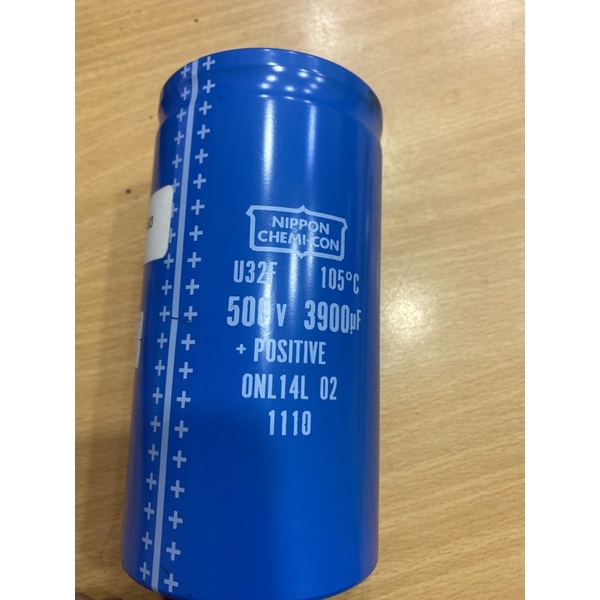 NIPPON
CHEMI-CON
U32F 105°C
500V 3900µF
+ POSITIVE
ONL14L 02
1110